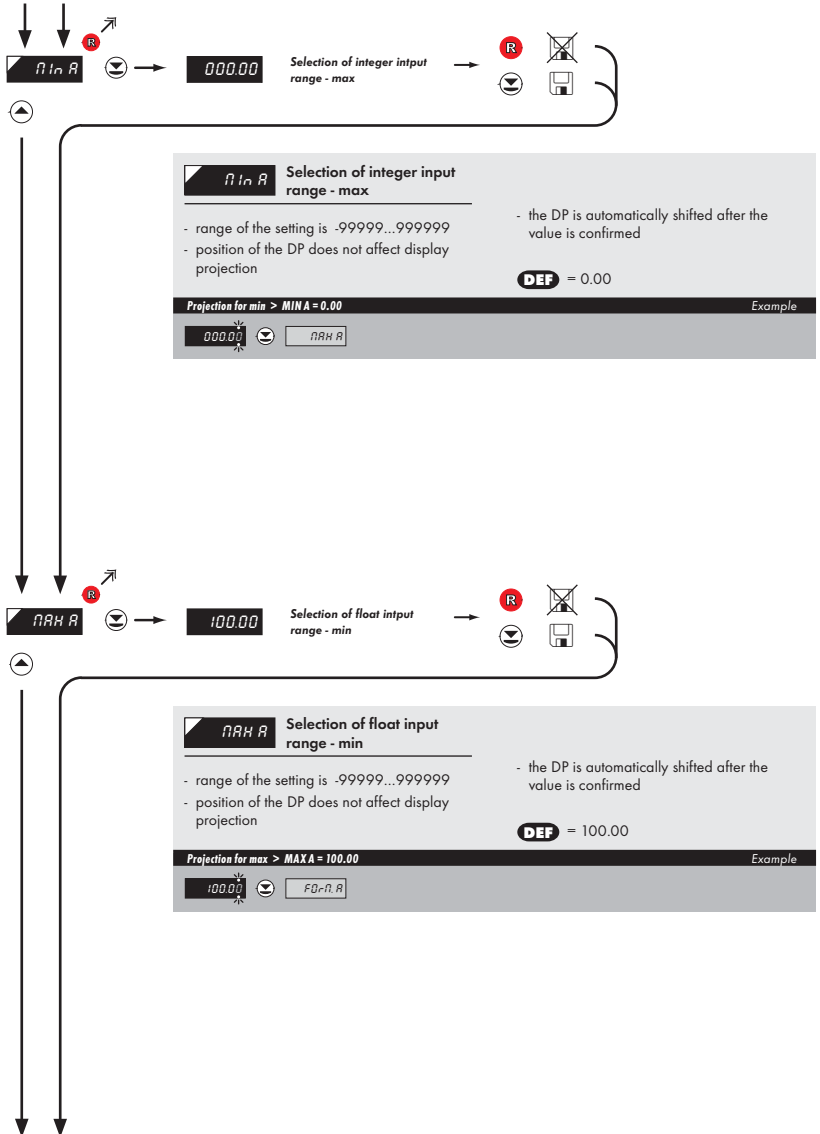 R
MIN A
000.00
Selection of integer intput
range - max
R
MIN A
Selection of integer input
range - max
- range of the setting is -99999...999999
- position of the DP does not affect display
projection
- the DP is automatically shifted after the
value is confirmed
DEF = 0.00
Projection for min > MIN A = 0.00
Example
000.00
MAX A
R
MAX A
100.00
Selection of float intput
range - min
R
MAX A
Selection of float input
range - min
- range of the setting is -99999...999999
- position of the DP does not affect display
projection
- the DP is automatically shifted after the
value is confirmed
DEF = 100.00
Projection for max > MAX A = 100.00
Example
100.00
FORM. A